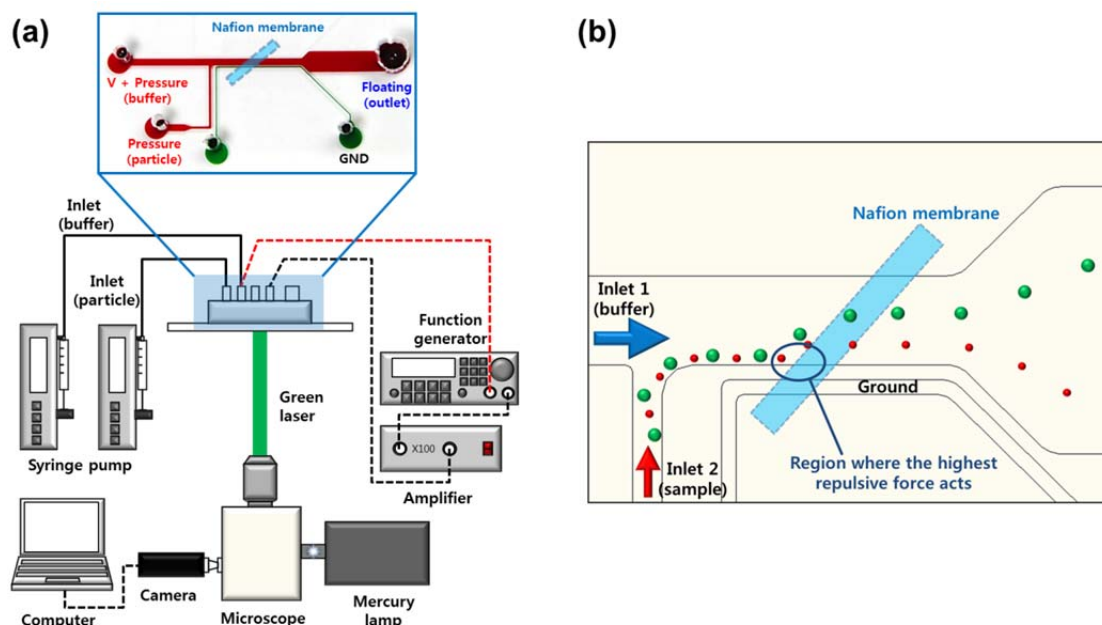 (a)
Nafion membrane
V + Pressure
(buffer)
Floating
(outlet)
Pressure
(particle)
GND
Inlet
(buffer)
Inlet
(particle)
Function
generator
Green
laser
X100
Syringe pump
Amplifier
Computer
Camera
Microscope
Mercury
lamp
(b)
Nafion membrane
Inlet 1
(buffer)
Ground
Inlet 2
(sample)
Region where the highest
repulsive force acts